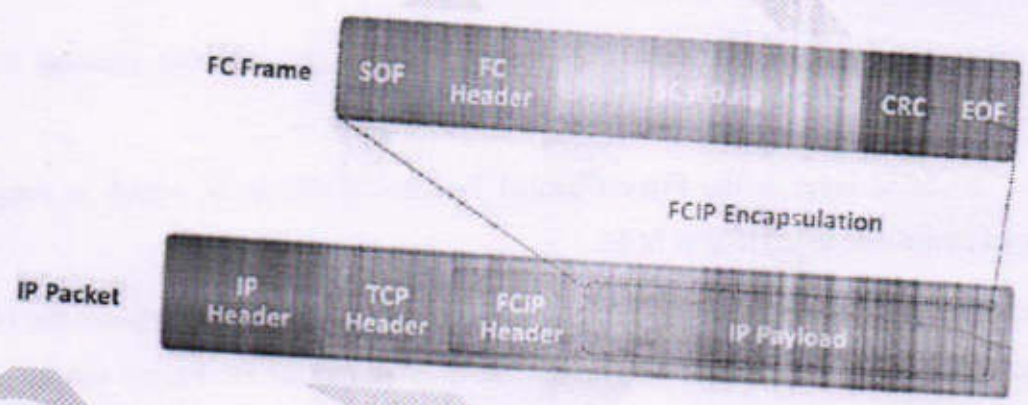 FC Frame SOF FC Header CRC EOF
FCIP Encapsulation
IP Packet IP Header TCP Header FCIP Header IP Payload